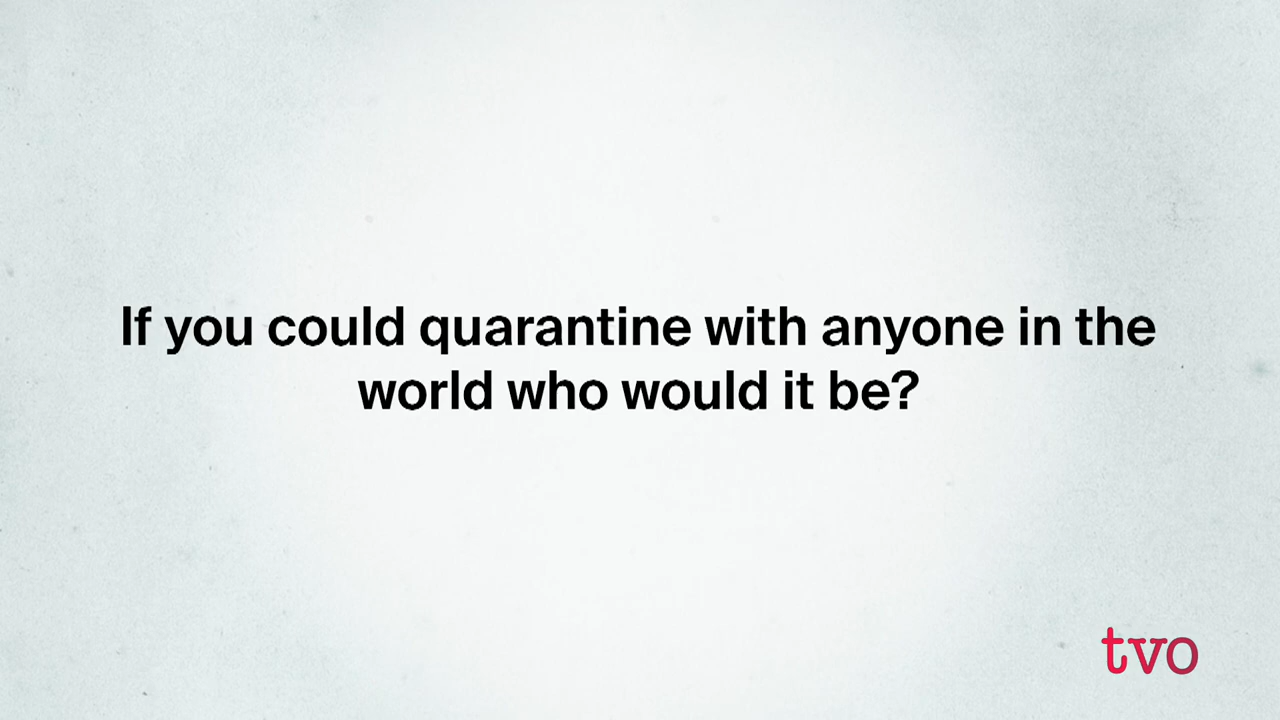 If you could quarantine with anyone in the
world who would it be?
tvo